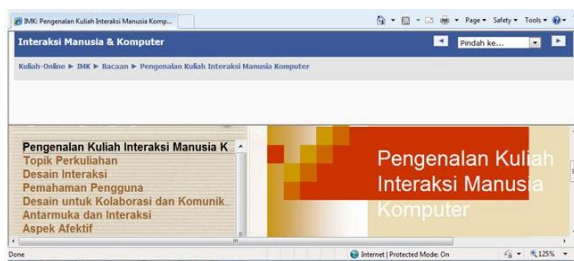 IMK: Pengenalan Kuliah Interaksi Manusia Komp...
Page Safety Tools
Interaksi Manusia & Komputer
Pindah ke...
Kuliah-Online ► IMK ► Bacaan ► Pengenalan Kuliah Interaksi Manusia Komputer
Pengenalan Kuliah Interaksi Manusia K
Topik Perkuliahan
Desain Interaksi
Pemahaman Pengguna
Desain untuk Kolaborasi dan Komunik...
Antarmuka dan Interaksi
Aspek Afektif
Pengenalan Kuliah
Interaksi Manusia
Komputer
Done
Internet | Protected Mode: On
125%